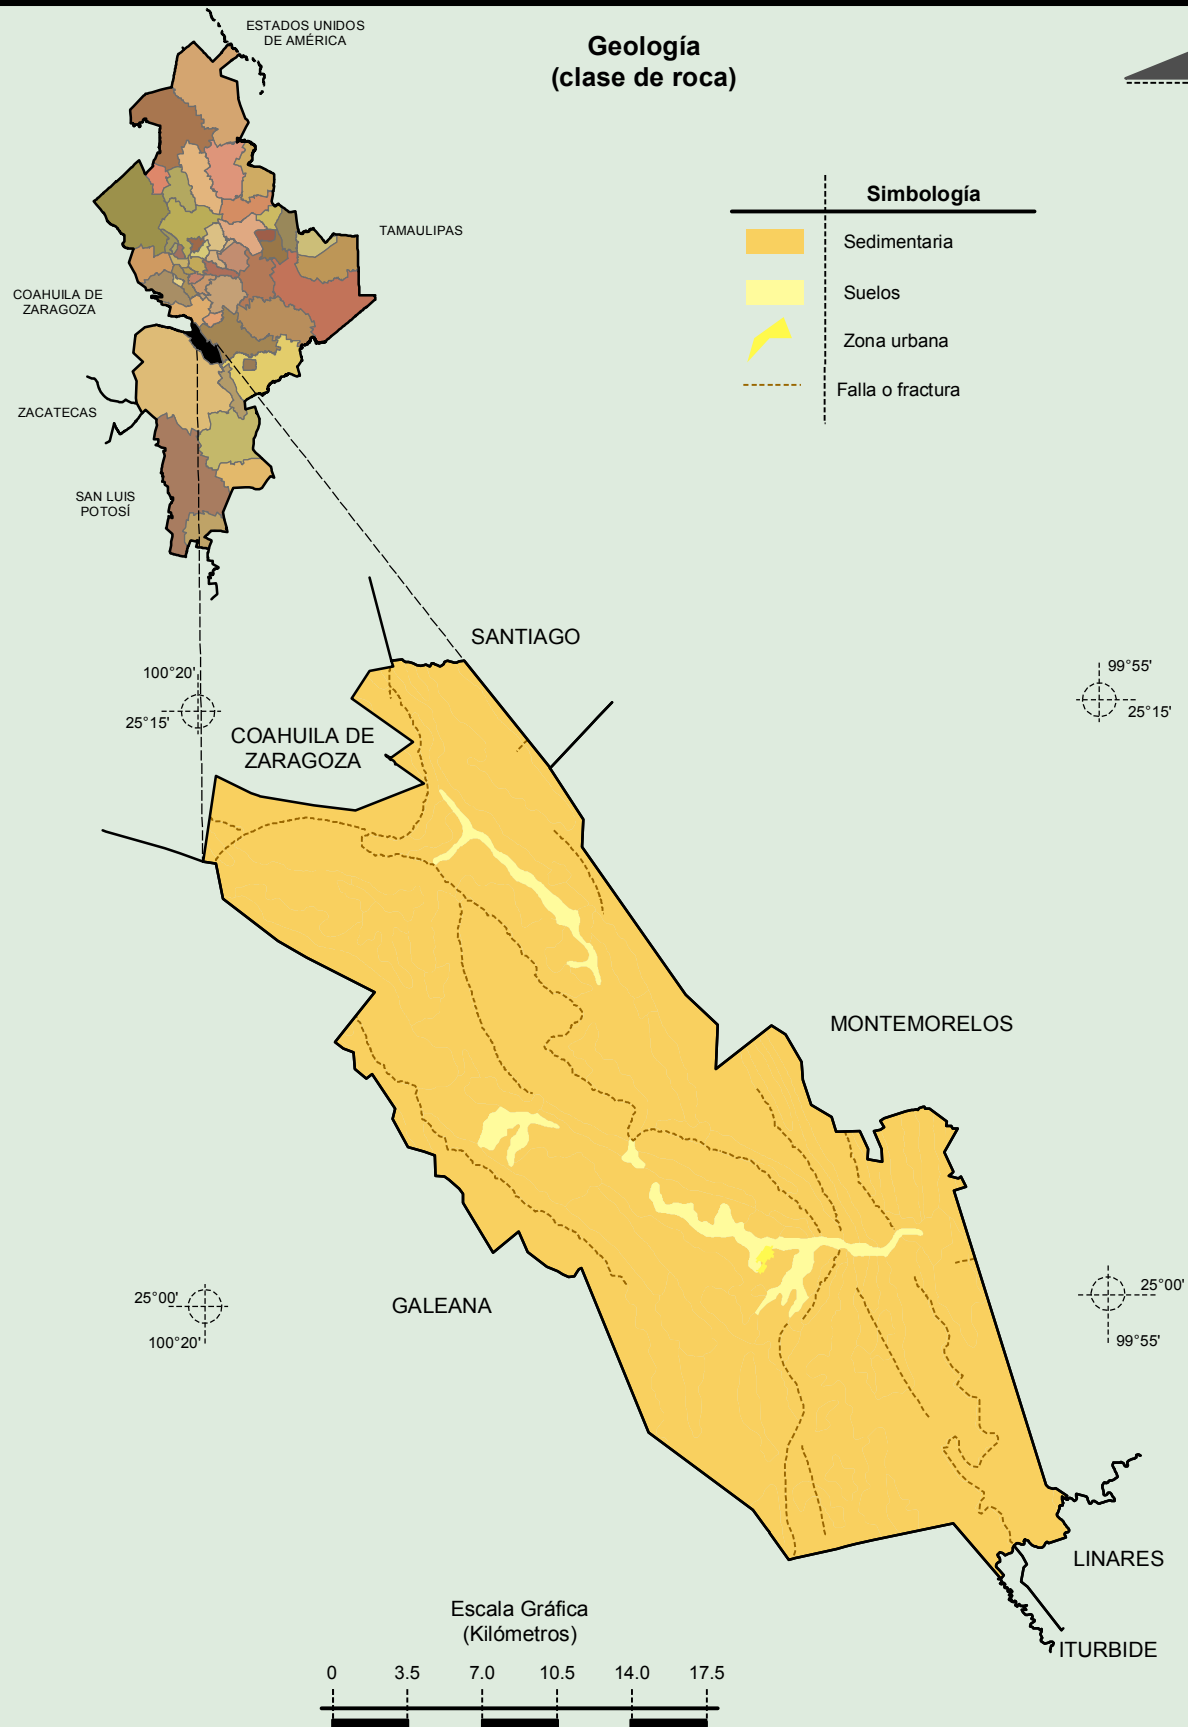 ESTADOS UNIDOS
DE AMÉRICA
Geología
(clase de roca)
Simbología
Sedimentaria
Suelos
Zona urbana
Falla o fractura
TAMAULIPAS
COAHUILA DE
ZARAGOZA
ZACATECAS
SAN LUIS
POTOSÍ
SANTIAGO
100°20'
25°15'
99°55'
25°15'
COAHUILA DE
ZARAGOZA
MONTEMORELOS
25°00'
100°20'
GALEANA
25°00'
99°55'
LINARES
ITURBIDE
Escala Gráfica
(Kilómetros)
0 3.5 7.0 10.5 14.0 17.5